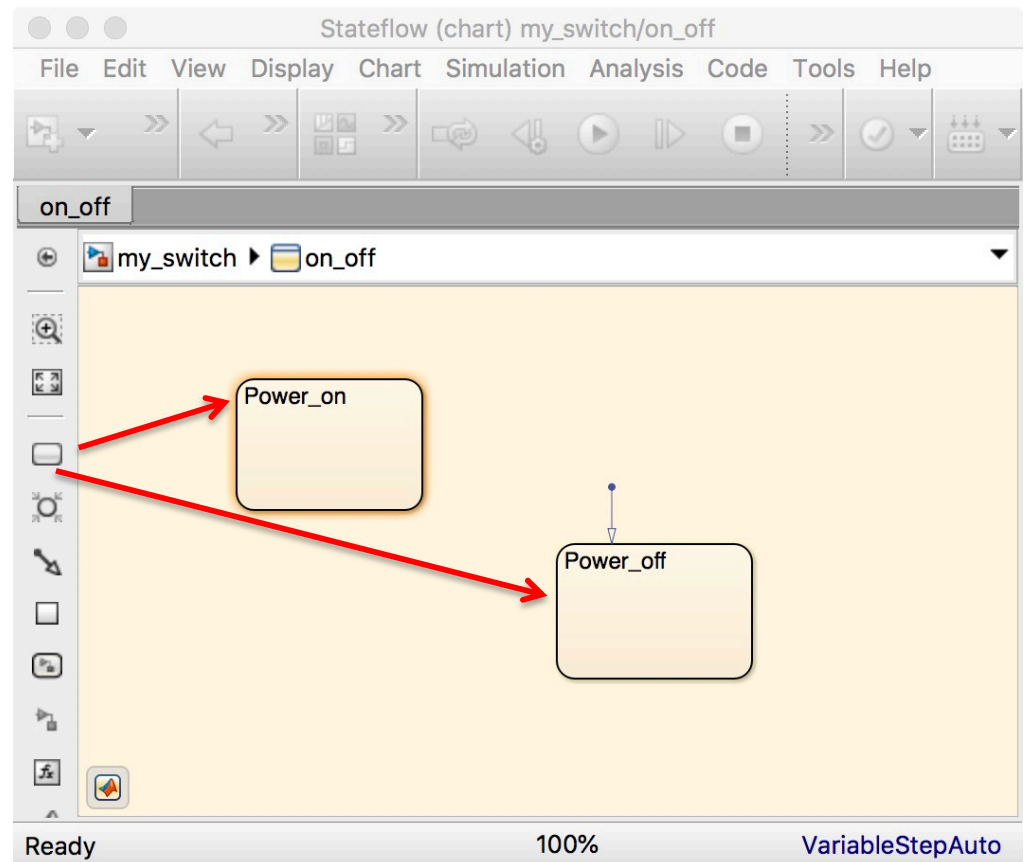 Stateflow (chart) my_switch/on_off
File Edit View Display Chart Simulation Analysis Code Tools Help
on_off
my_switch on_off
Power_on
Power_off
fx
Ready 100% VariableStepAuto